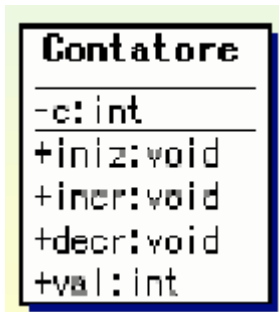 Contatore
-c:int
+iniz:void
+incr:void
+decr:void
+val:int